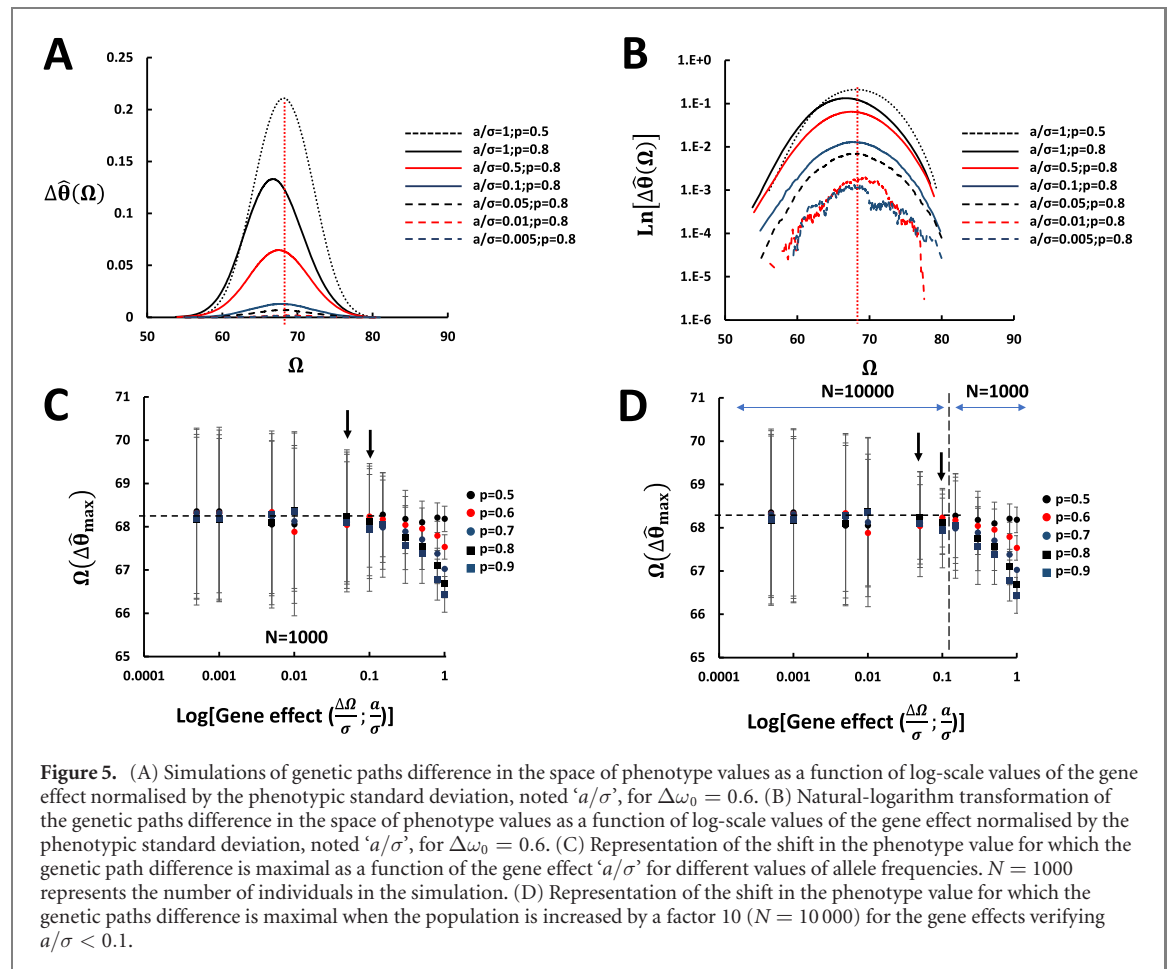 A
Δθ̂(Ω)
0.25
0.2
0.15
0.1
0.05
0
50 60 70 80 90
Ω
a/σ=1;p=0.5
a/σ=1;p=0.8
a/σ=0.5;p=0.8
a/σ=0.1;p=0.8
a/σ=0.05;p=0.8
a/σ=0.01;p=0.8
a/σ=0.005;p=0.8
B
Ln[Δθ̂(Ω)]
1.E+0
1.E-1
1.E-2
1.E-3
1.E-4
1.E-5
1.E-6
50 60 70 80 90
Ω
a/σ=1;p=0.5
a/σ=1;p=0.8
a/σ=0.5;p=0.8
a/σ=0.1;p=0.8
a/σ=0.05;p=0.8
a/σ=0.01;p=0.8
a/σ=0.005;p=0.8
C
Ω(Δθ̂max)
71
70
69
68
67
66
65
N=1000
0.0001 0.001 0.01 0.1 1
Log[Gene effect (ΔΩ/σ ; a/σ)]
p=0.5
p=0.6
p=0.7
p=0.8
p=0.9
D
N=10000 N=1000
Ω(Δθ̂max)
71
70
69
68
67
66
65
0.0001 0.001 0.01 0.1 1
Log[Gene effect (ΔΩ/σ ; a/σ)]
p=0.5
p=0.6
p=0.7
p=0.8
p=0.9
Figure 5. (A) Simulations of genetic paths difference in the space of phenotype values as a function of log-scale values of the gene
effect normalised by the phenotypic standard deviation, noted ‘a/σ’, for Δω₀ = 0.6. (B) Natural-logarithm transformation of
the genetic paths difference in the space of phenotype values as a function of log-scale values of the gene effect normalised by the
phenotypic standard deviation, noted ‘a/σ’, for Δω₀ = 0.6. (C) Representation of the shift in the phenotype value for which the
genetic path difference is maximal as a function of the gene effect ‘a/σ’ for different values of allele frequencies. N = 1000
represents the number of individuals in the simulation. (D) Representation of the shift in the phenotype value for which the
genetic paths difference is maximal when the population is increased by a factor 10 (N = 10 000) for the gene effects verifying
a/σ < 0.1.